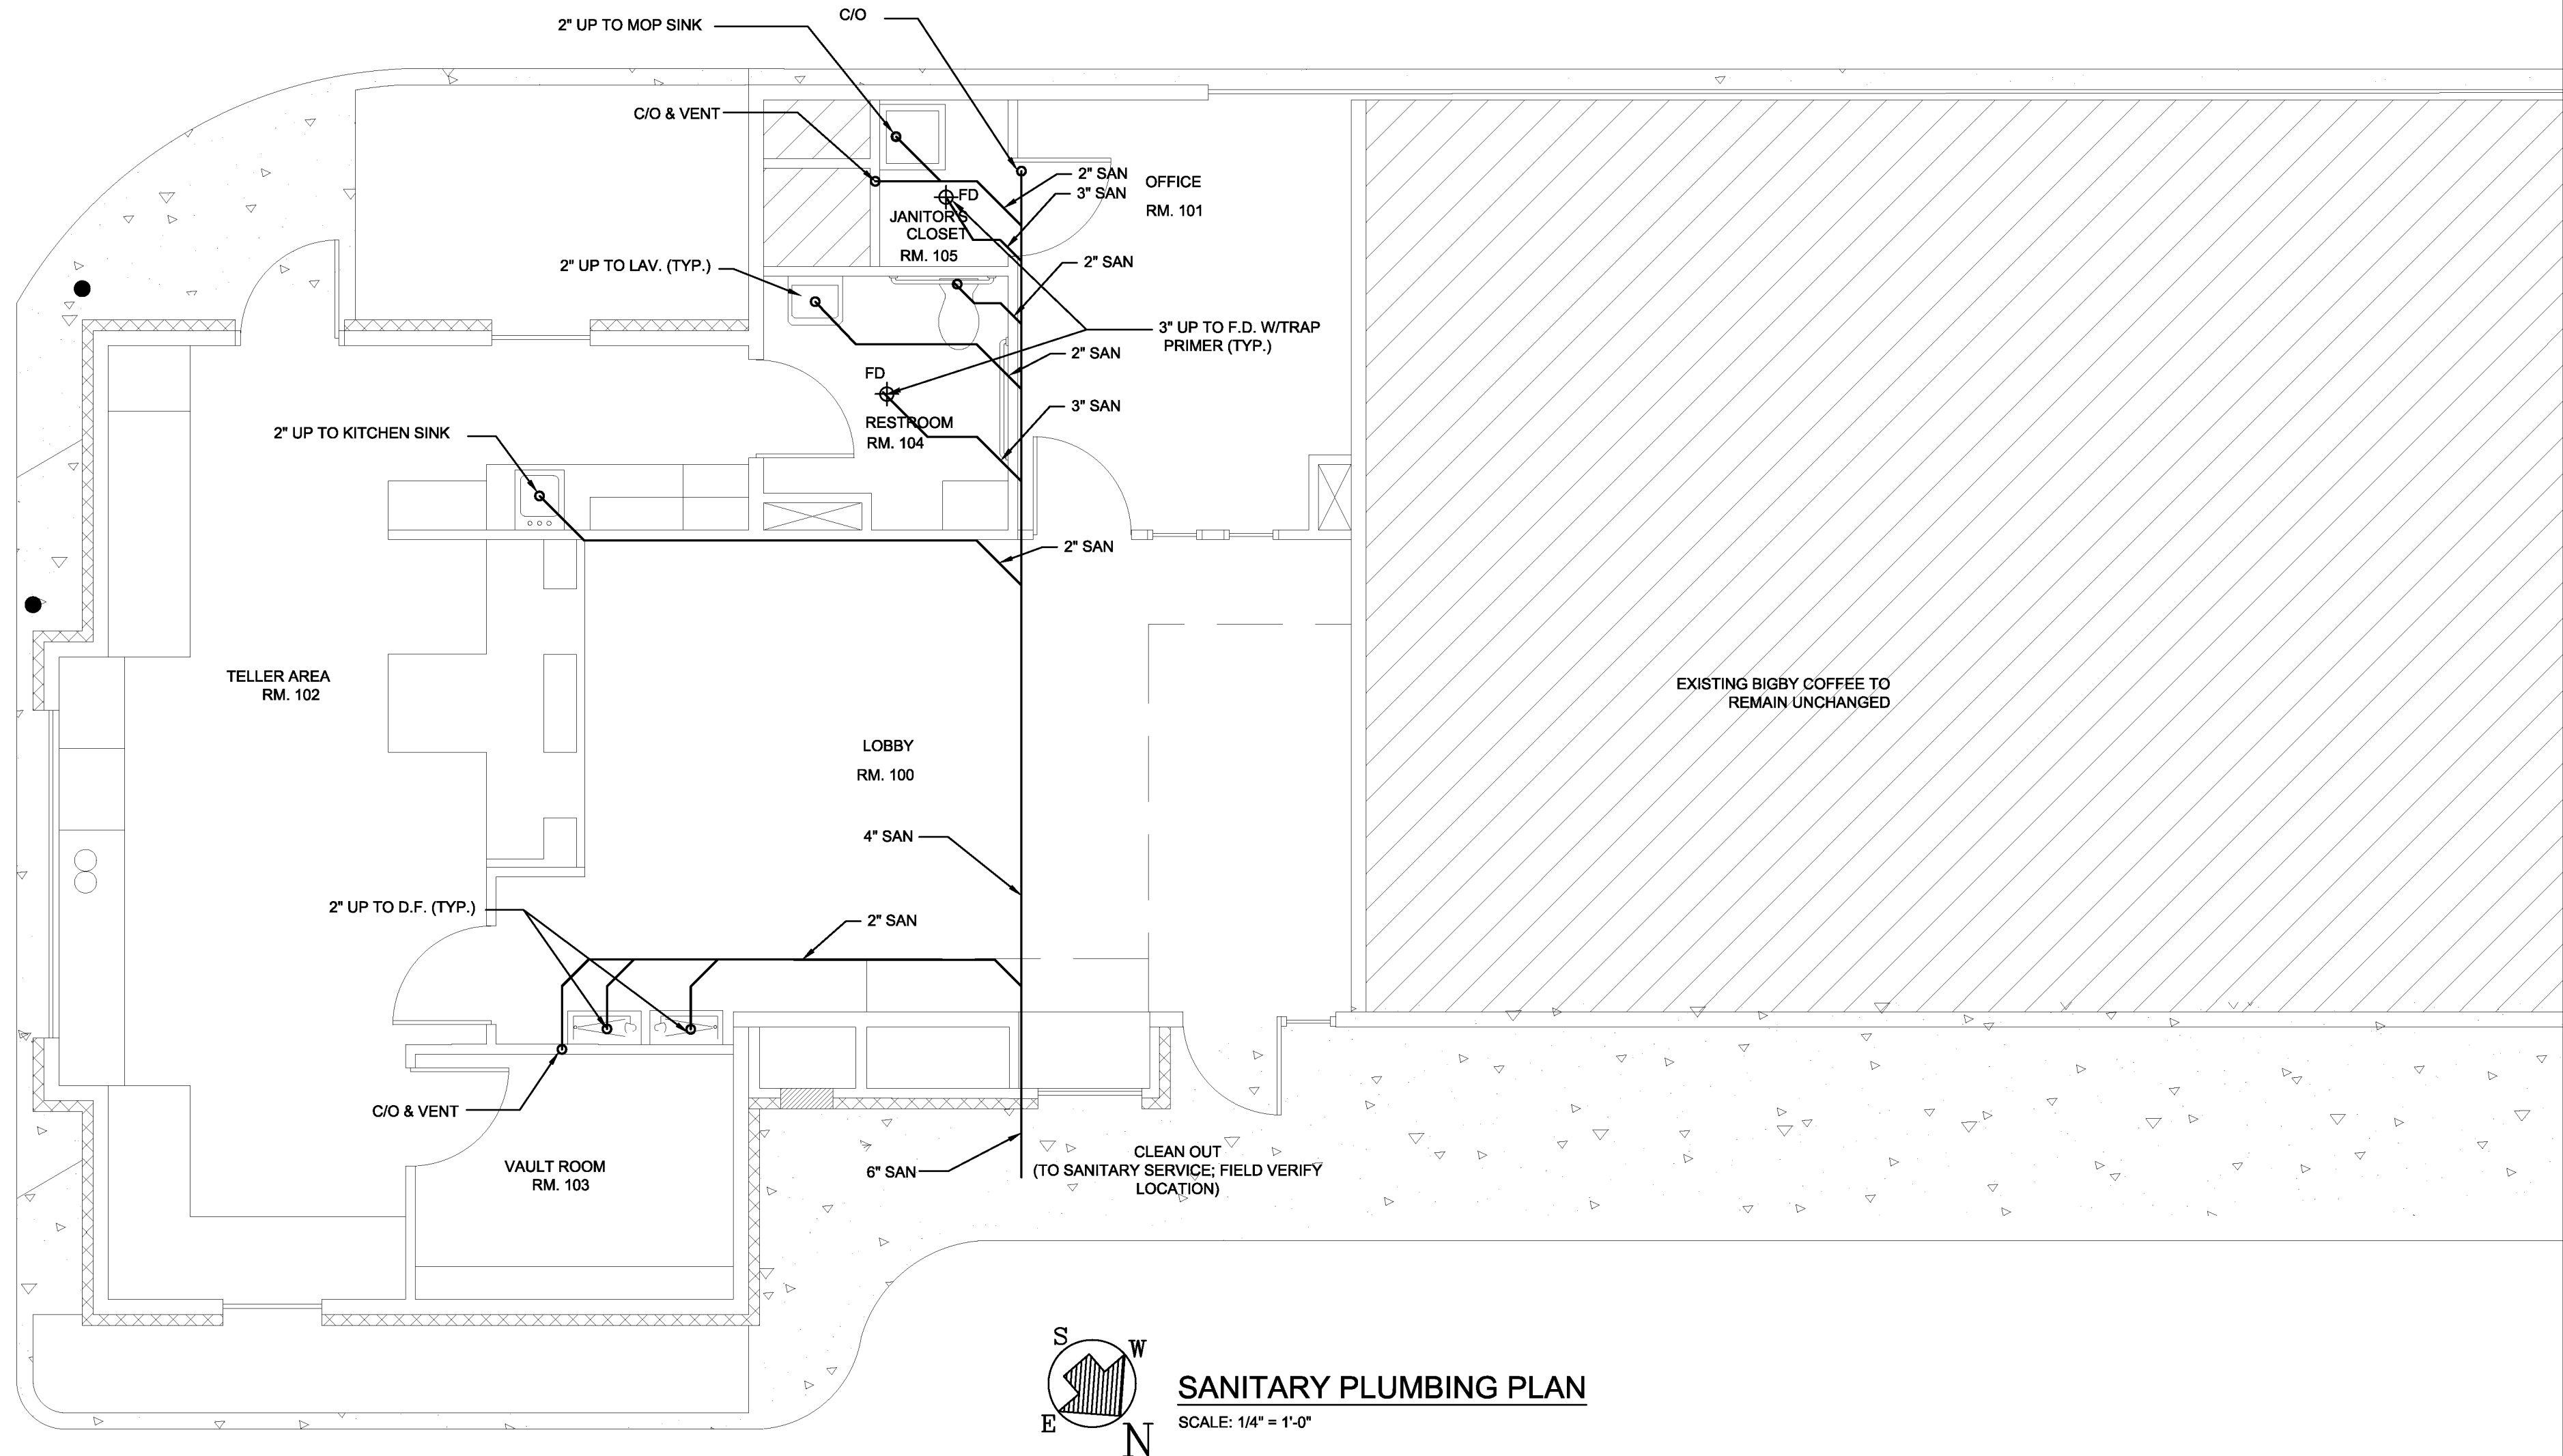 C/O
2" UP TO MOP SINK
C/O & VENT
2" SAN
OFFICE
3" SAN
FD
RM. 101
JANITOR'S
CLOSET
RM. 105
2" SAN
2" UP TO LAV. (TYP.)
3" UP TO F.D. W/TRAP
PRIMER (TYP.)
2" SAN
FD
3" SAN
RESTROOM
RM. 104
2" UP TO KITCHEN SINK
2" SAN
TELLER AREA
RM. 102
EXISTING BIGBY COFFEE TO
REMAIN UNCHANGED
LOBBY
RM. 100
4" SAN
2" UP TO D.F. (TYP.)
2" SAN
C/O & VENT
VAULT ROOM
RM. 103
6" SAN
CLEAN OUT
(TO SANITARY SERVICE; FIELD VERIFY
LOCATION)
S
W
E
N
SANITARY PLUMBING PLAN
SCALE: 1/4" = 1'-0"